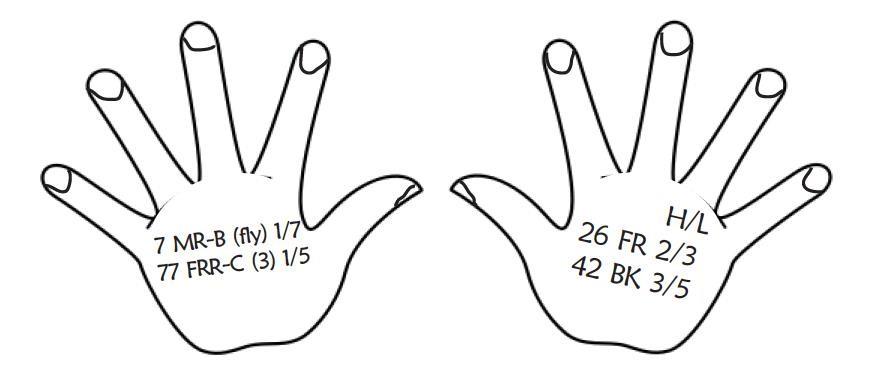 7 MR-B (fly) 1/7
77 FRR-C (3) 1/5
H/L
26 FR 2/3
42 BK 3/5